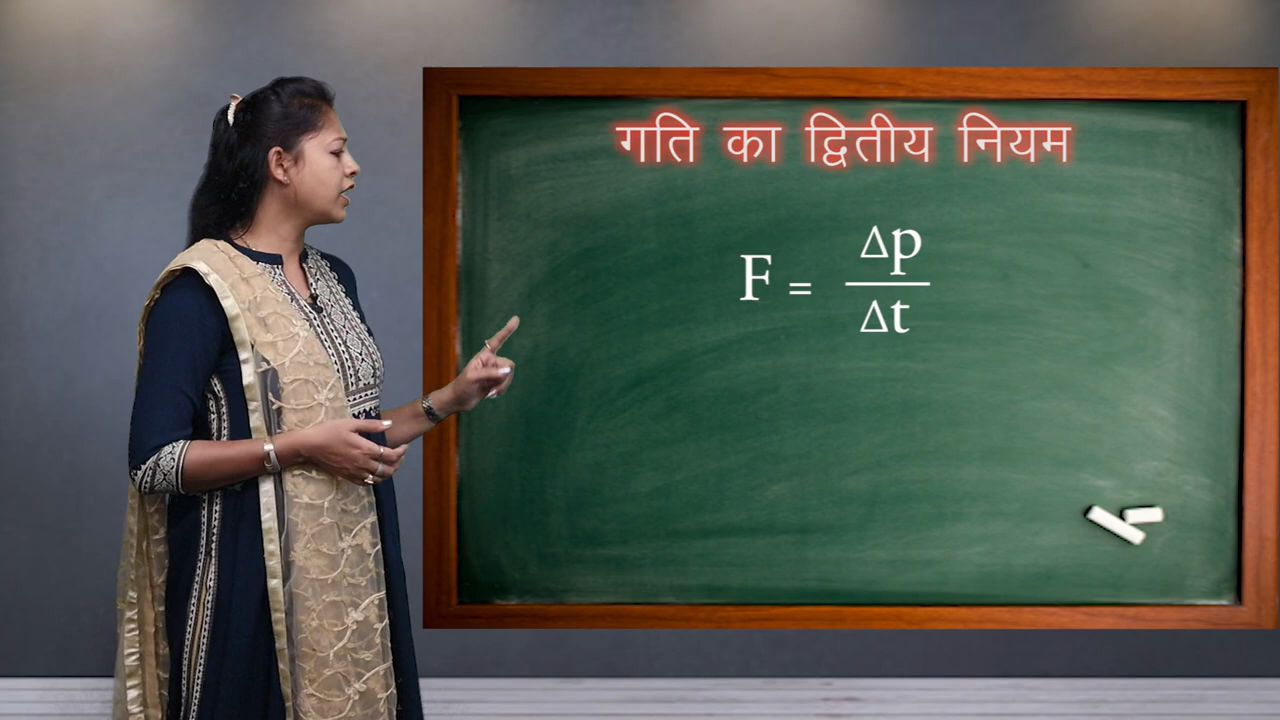 गति का द्वितीय नियम
F = Δp / Δt